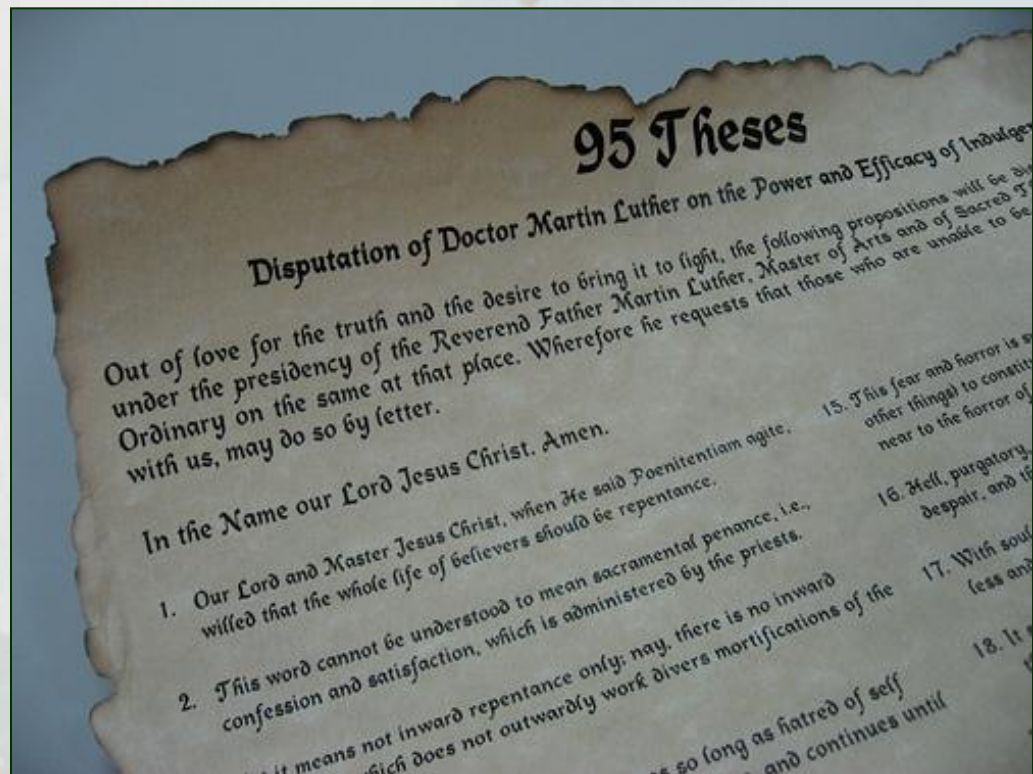 95 Theses
Disputation of Doctor Martin Luther on the Power and Efficacy of
Out of love for the truth and the desire to bring it to light, the following propositions will be
under the presidency of the Reverend Father Martin Luther, Master of Arts and of Sacred
Ordinary on the same at that place. Wherefore he requests that those who are unable to be
with us, may do so by letter.
In the Name our Lord Jesus Christ. Amen.
1. Our Lord and Master Jesus Christ, when He said Poenitentiam agite,
willed that the whole life of believers should be repentance.
2. This word cannot be understood to mean sacramental penance, i.e.,
confession and satisfaction, which is administered by the priests.
it means not inward repentance only; nay, there is no inward
which does not outwardly work divers mortifications of the
so long as hatred of self
and continues until
15. This fear and horror is
other things) to
near to the horror of
16. Hell, purgatory
despair, and
17. With
less and
18. It